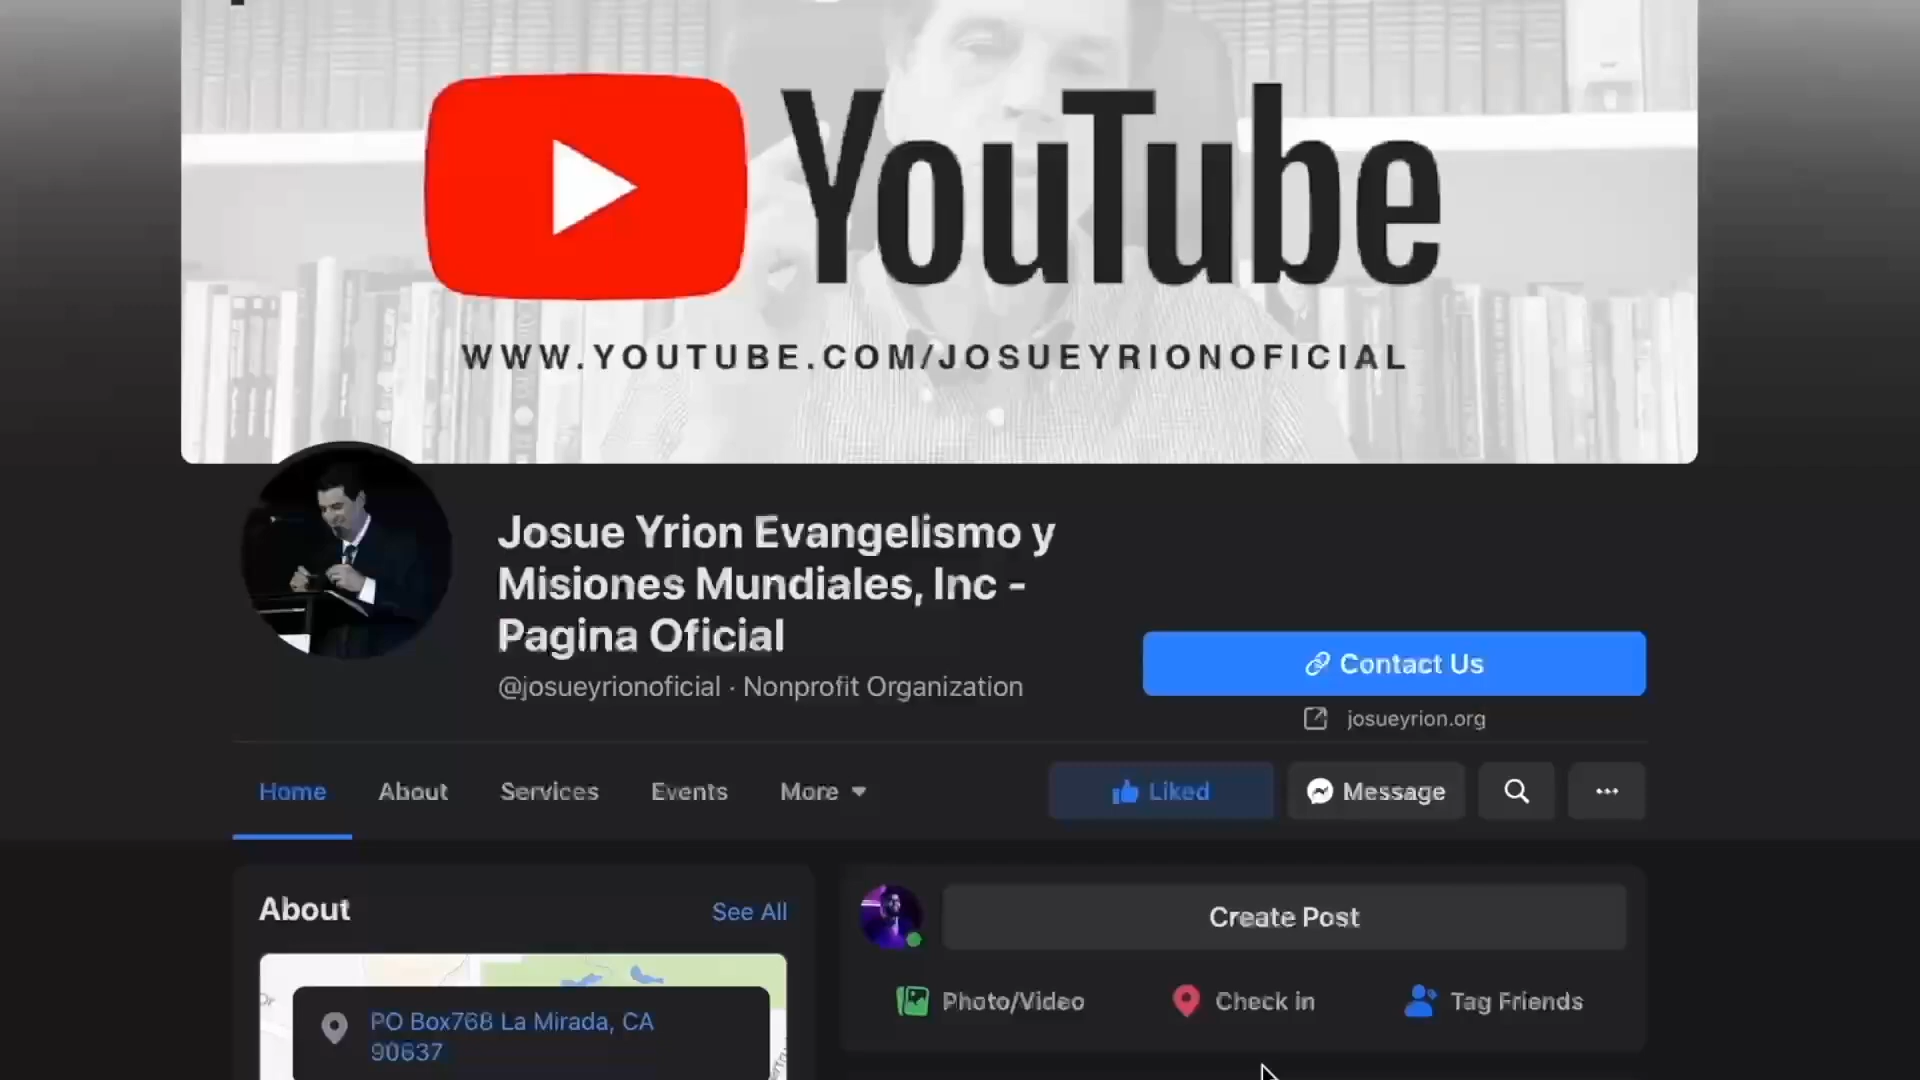 YouTube
WWW.YOUTUBE.COM/JOSUEYRIONOFICIAL
Josue Yrion Evangelismo y
Misiones Mundiales, Inc -
Pagina Oficial
@josueyrionoficial · Nonprofit Organization
Contact Us
josueyrion.org
Home
About
Services
Events
More
Liked
Message
About
See All
Create Post
Photo/Video
Check in
Tag Friends
PO Box768 La Mirada, CA
90637